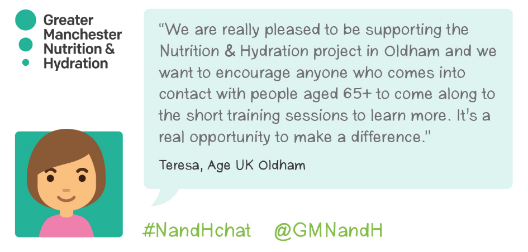 Greater
Manchester
Nutrition &
Hydration
“We are really pleased to be supporting the
Nutrition & Hydration project in Oldham and we
want to encourage anyone who comes into
contact with people aged 65+ to come along to
the short training sessions to learn more. It's a
real opportunity to make a difference.”
Teresa, Age UK Oldham
#NandHchat @GMNandH